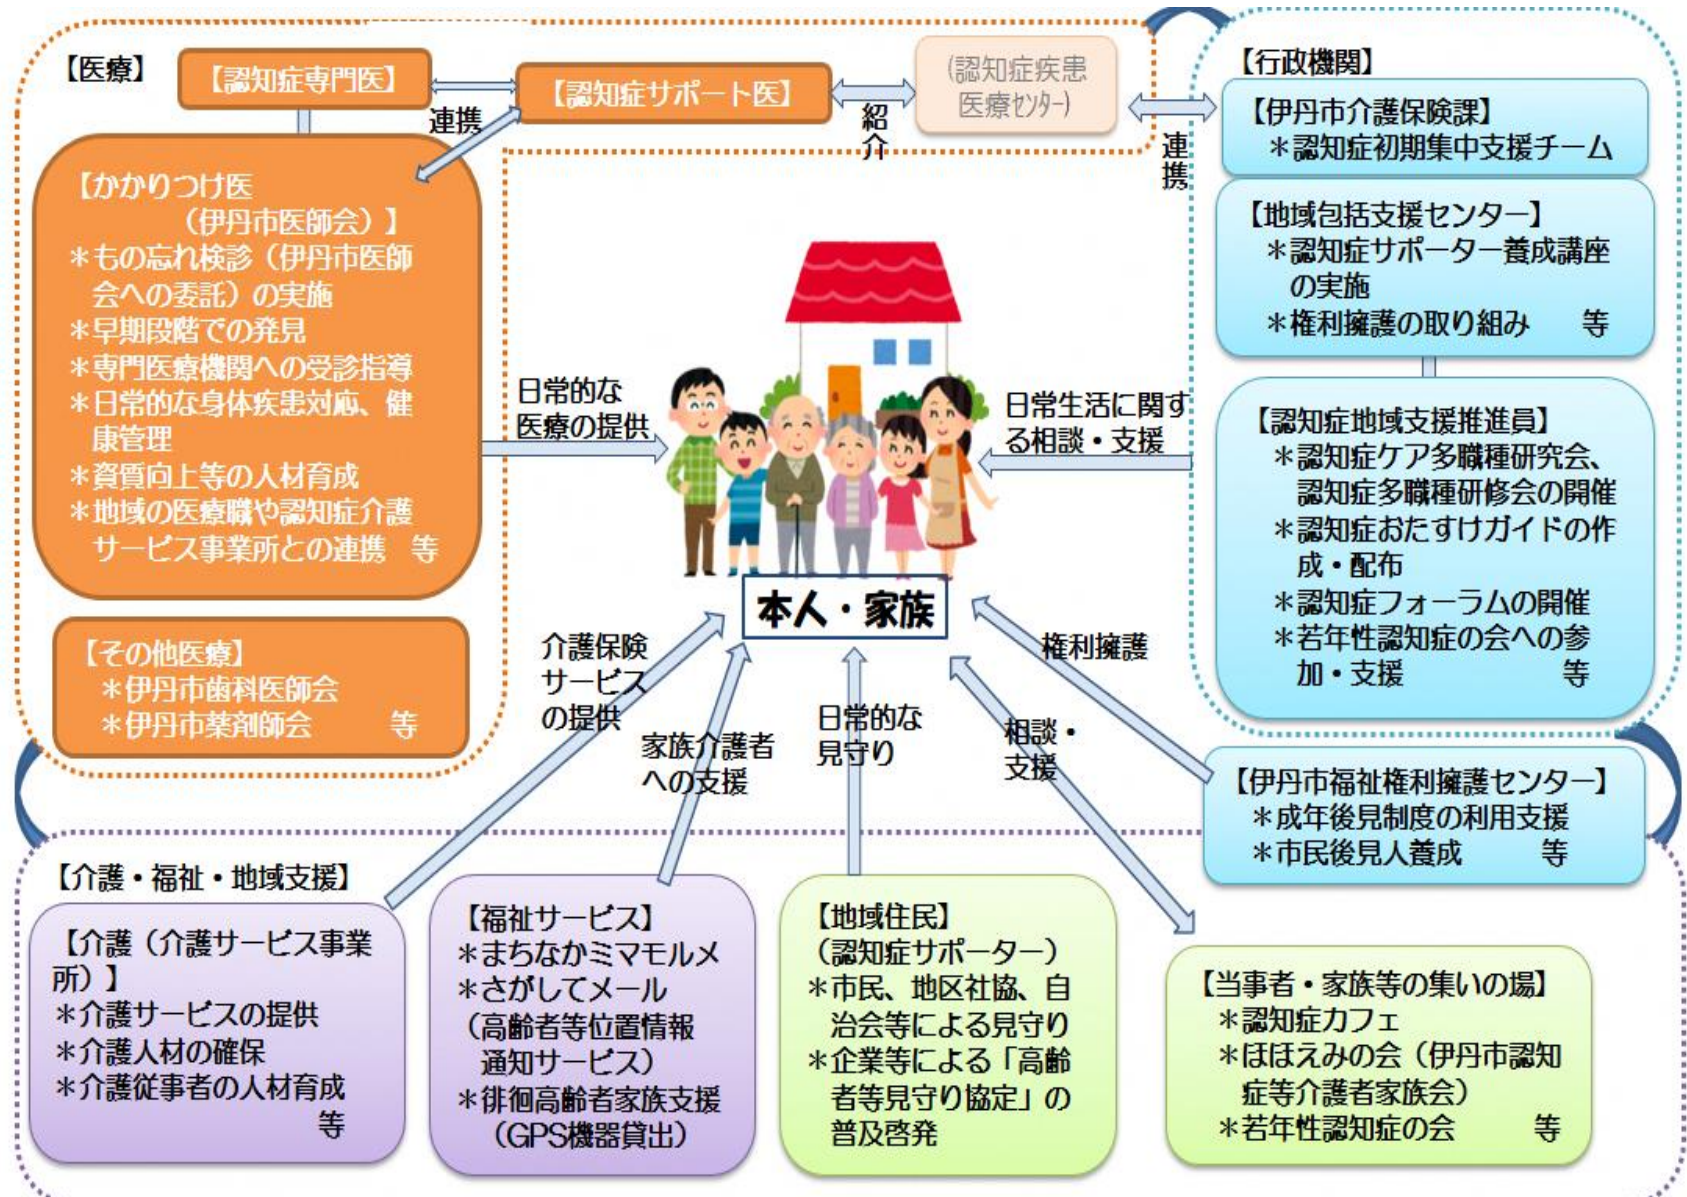 【医療】
【認知症専門医】
【認知症サポート医】
(認知症疾患
医療センター)
連携
紹
介
連
携
【かかりつけ医
（伊丹市医師会）】
＊もの忘れ検診（伊丹市医師
会への委託）の実施
＊早期段階での発見
＊専門医療機関への受診指導
＊日常的な身体疾患対応、健
康管理
＊資質向上等の人材育成
＊地域の医療職や認知症介護
サービス事業所との連携　等
【その他医療】
＊伊丹市歯科医師会
＊伊丹市薬剤師会　等
【行政機関】
【伊丹市介護保険課】
＊認知症初期集中支援チーム
【地域包括支援センター】
＊認知症サポーター養成講座
の実施
＊権利擁護の取り組み　等
【認知症地域支援推進員】
＊認知症ケア多職種研究会、
認知症多職種研修会の開催
＊認知症おたすけガイドの作
成・配布
＊認知症フォーラムの開催
＊若年性認知症の会への参
加・支援　等
【伊丹市福祉権利擁護センター】
＊成年後見制度の利用支援
＊市民後見人養成　等
日常的な
医療の提供
日常生活に関す
る相談・支援
本人・家族
介護保険
サービス
の提供
家族介護者
への支援
日常的な
見守り
相談・
支援
権利擁護
【介護・福祉・地域支援】
【介護（介護サービス事業
所）】
＊介護サービスの提供
＊介護人材の確保
＊介護従事者の人材育成
等
【福祉サービス】
＊まちなかミマモルメ
＊さがしてメール
（高齢者等位置情報
通知サービス）
＊徘徊高齢者家族支援
（GPS機器貸出）
【地域住民】
（認知症サポーター）
＊市民、地区社協、自
治会等による見守り
＊企業等による「高齢
者等見守り協定」の
普及啓発
【当事者・家族等の集いの場】
＊認知症カフェ
＊ほほえみの会（伊丹市認知
症等介護者家族会）
＊若年性認知症の会　等